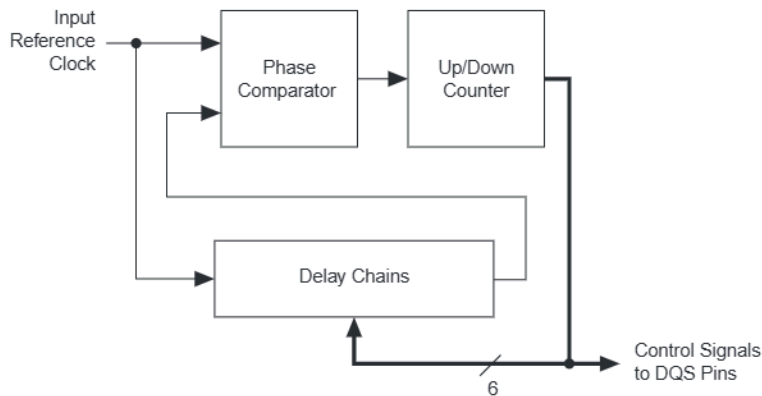 Input
Reference
Clock
Phase
Comparator
Up/Down
Counter
Delay Chains
6
Control Signals
to DQS Pins